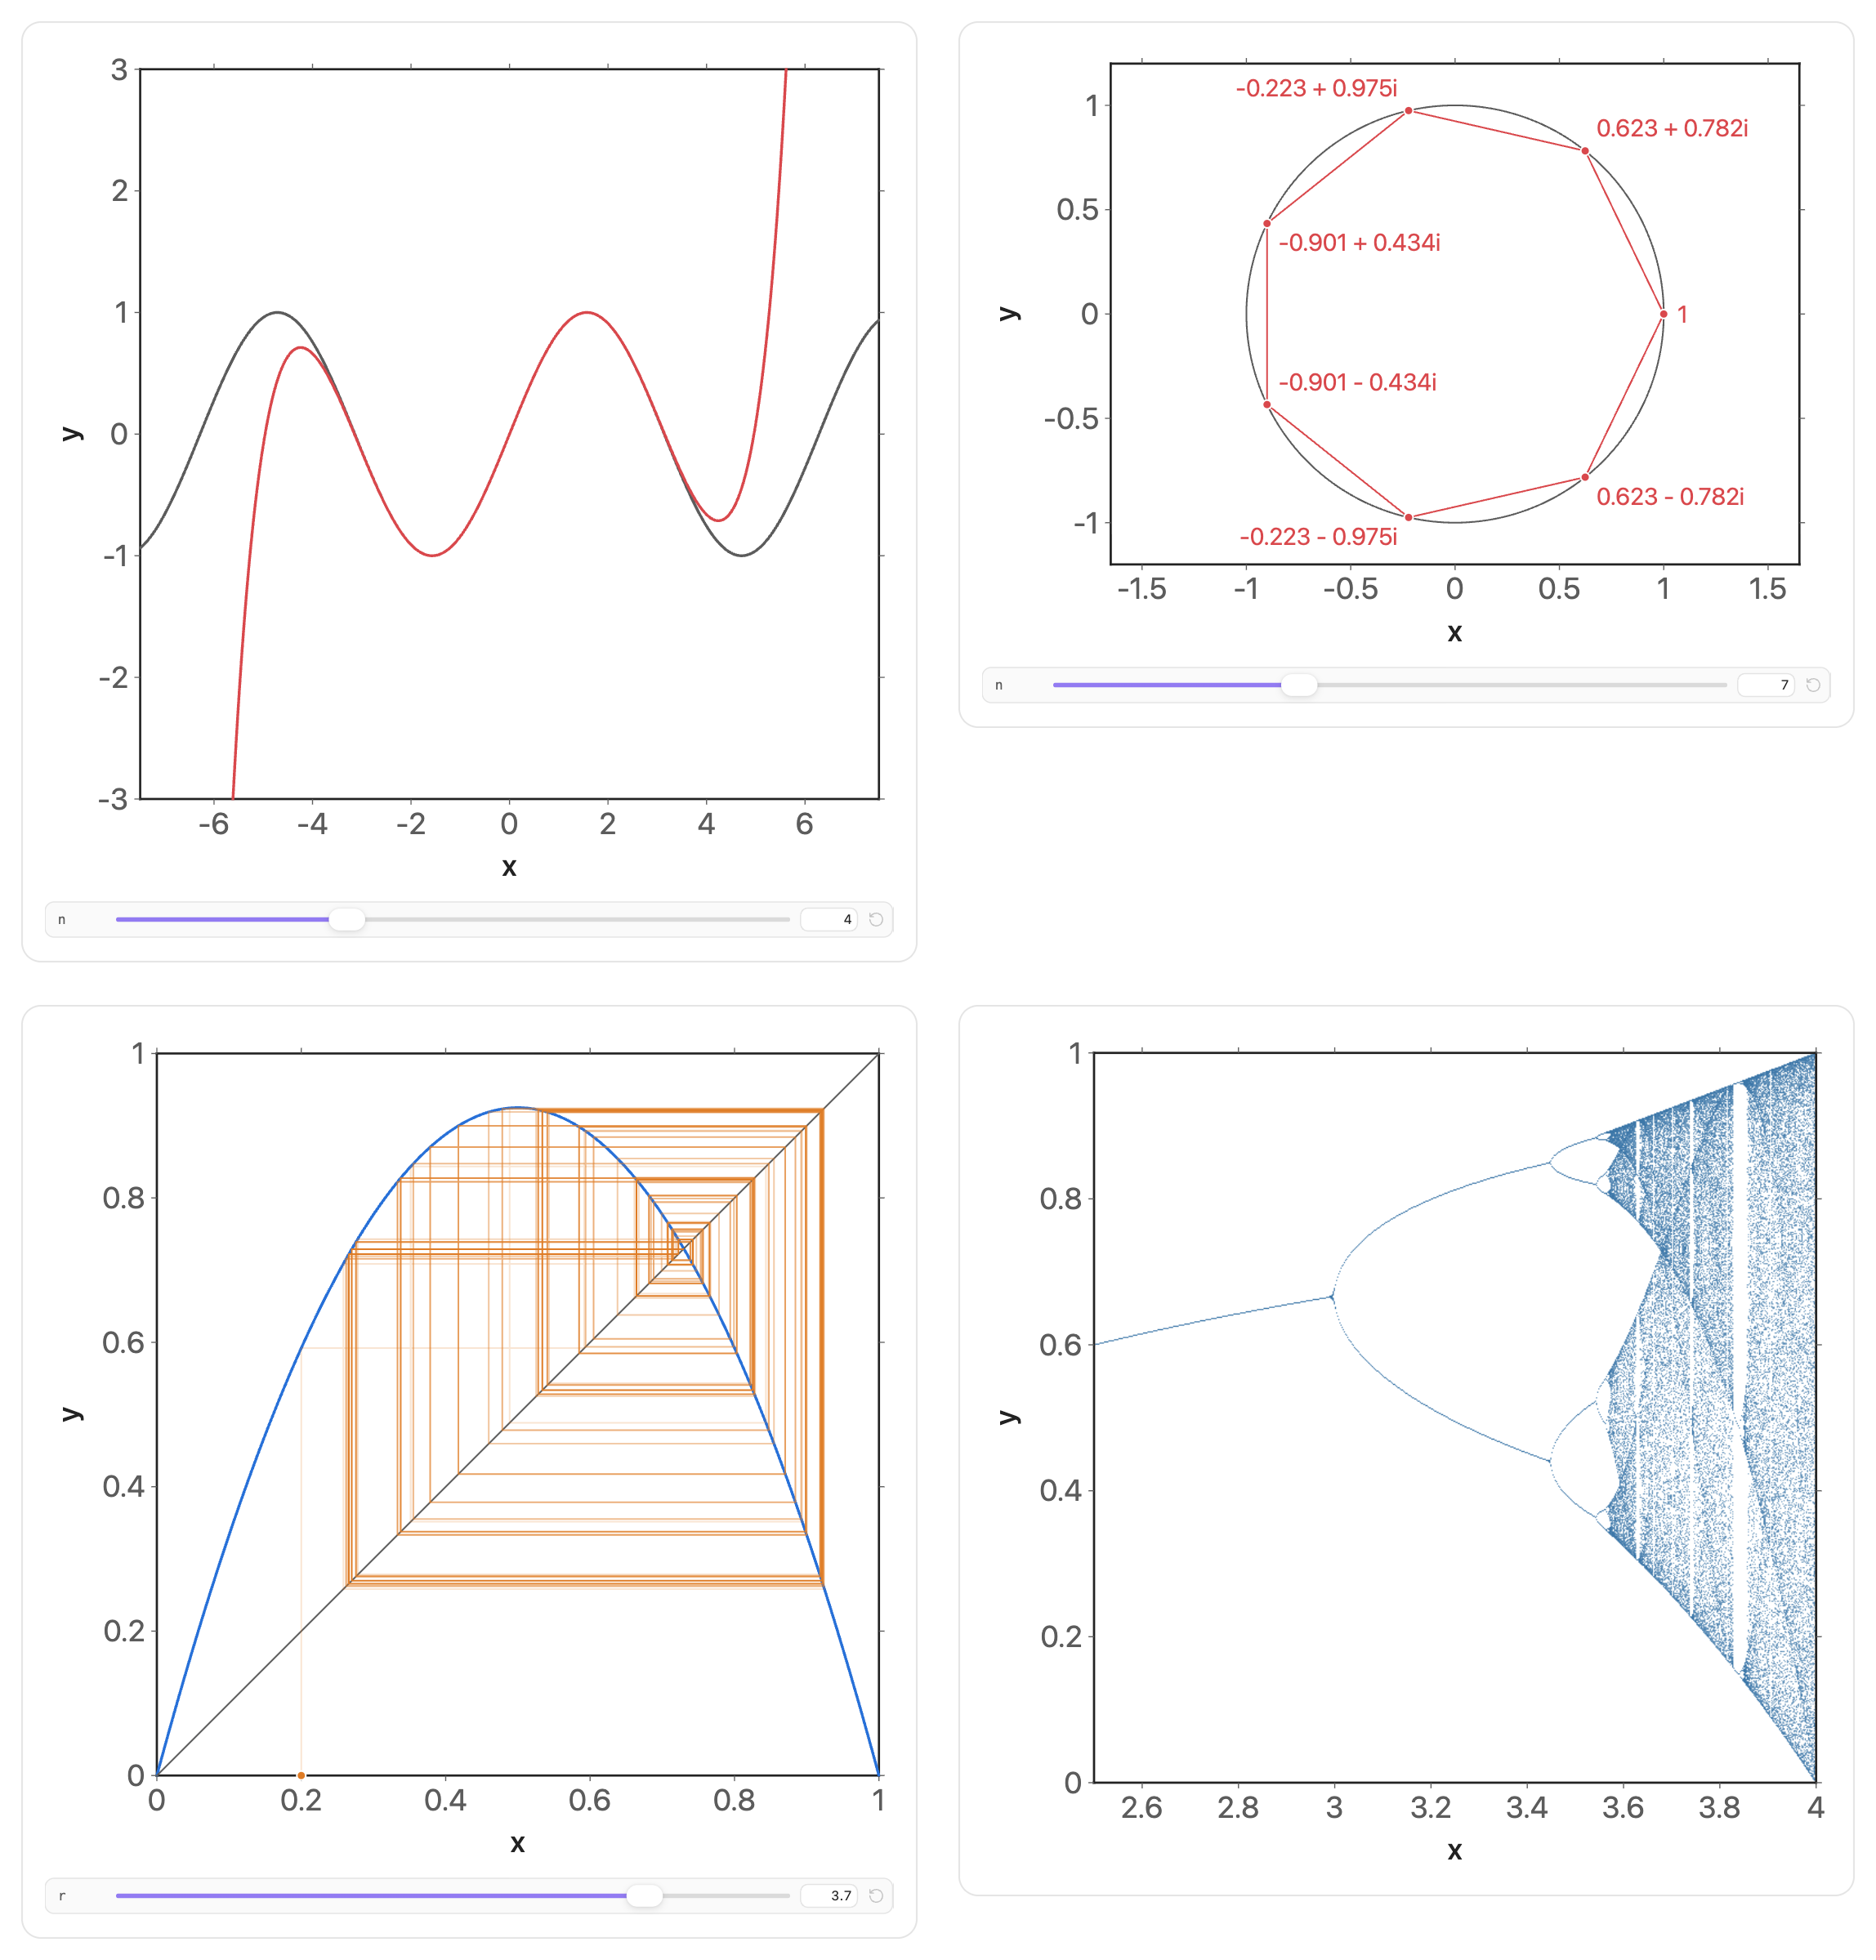 3
2
1
0
-1
-2
-3
y
-6 -4 -2 0 2 4 6
x
n 4
-0.223 + 0.975i
0.623 + 0.782i
-0.901 + 0.434i
1
-0.901 - 0.434i
0.623 - 0.782i
-0.223 - 0.975i
1
0.5
0
-0.5
-1
y
-1.5 -1 -0.5 0 0.5 1 1.5
x
n 7
1
0.8
0.6
0.4
0.2
0
y
0 0.2 0.4 0.6 0.8 1
x
r 3.7
1
0.8
0.6
0.4
0.2
0
y
2.6 2.8 3 3.2 3.4 3.6 3.8 4
x